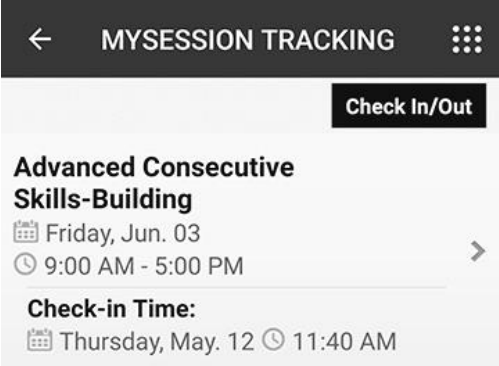 MYSESSION TRACKING
Check In/Out
Advanced Consecutive
Skills-Building
Friday, Jun. 03
9:00 AM - 5:00 PM
Check-in Time:
Thursday, May. 12 11:40 AM